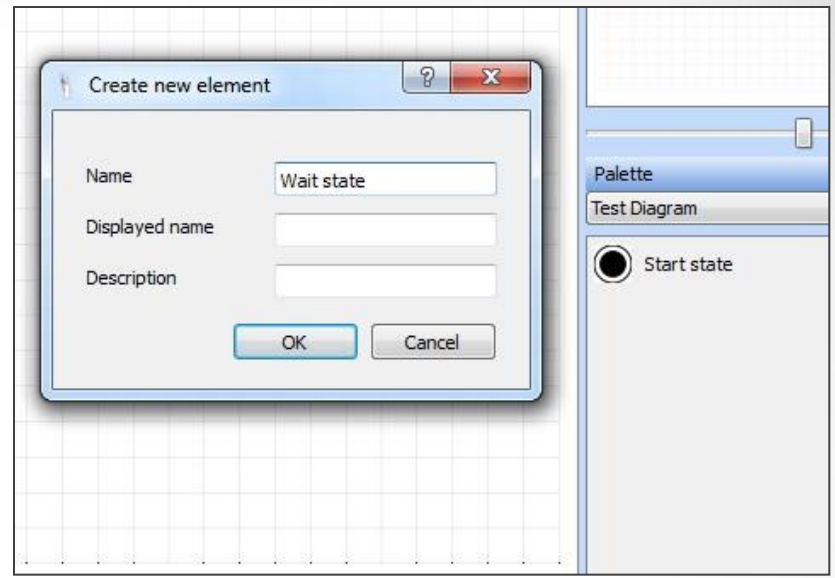 Create new element
Name
Wait state
Displayed name
Description
OK
Cancel
Palette
Test Diagram
Start state